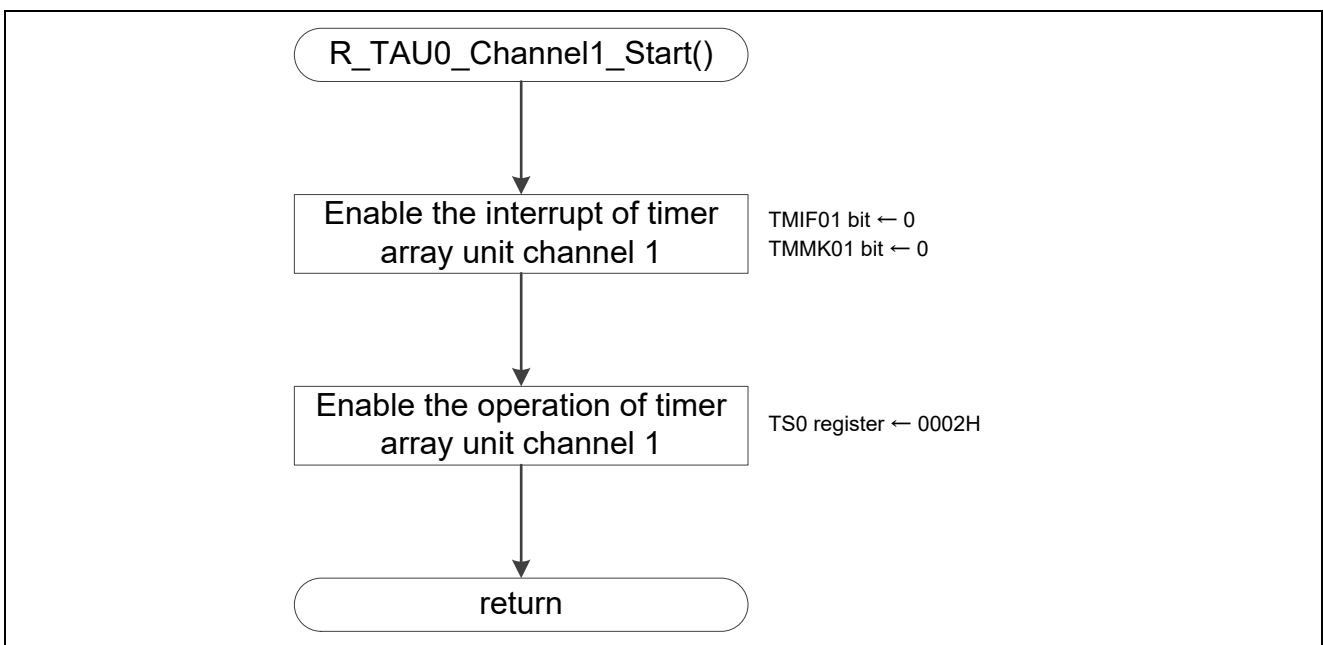 R_TAU0_Channel1_Start()
Enable the interrupt of timer
array unit channel 1
TMIF01 bit ← 0
TMMK01 bit ← 0
Enable the operation of timer
array unit channel 1
TS0 register ← 0002H
return